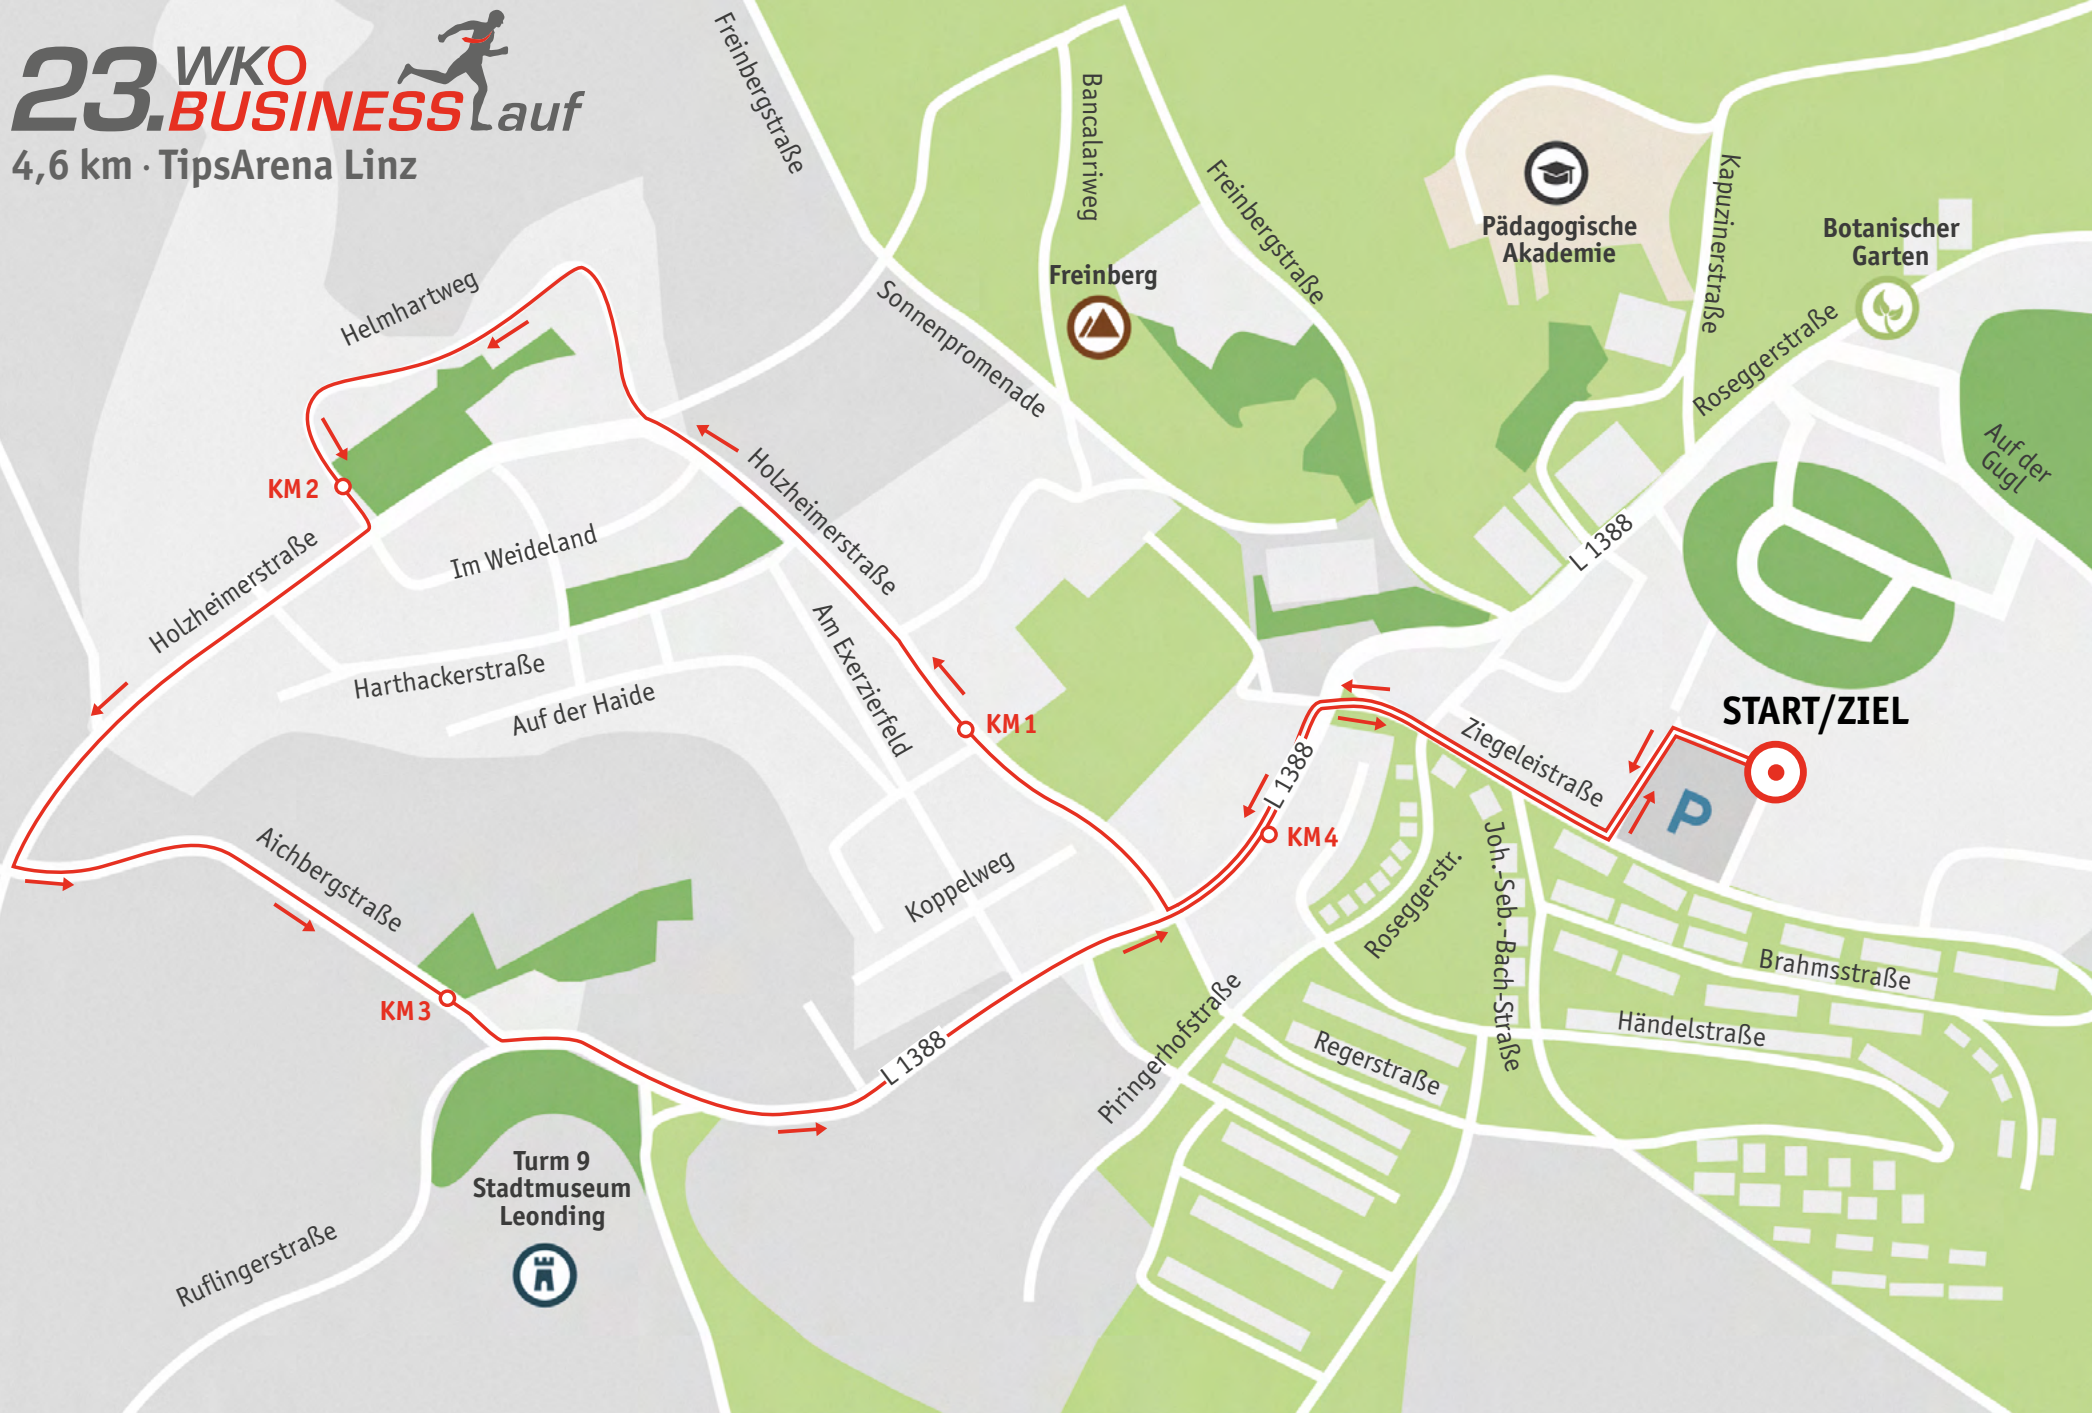 23. WKO
BUSINESSLauf
4,6 km · TipsArena Linz
Freinbergstraße
Bancalariweg
Freinbergstraße
Pädagogische
Akademie
Kapuzinerstraße
Botanischer
Garten
Freinberg
Helmhartweg
Sonnenpromenade
Roseggerstraße
Auf der
Gugl
KM 2
Holzheimerstraße
Im Weideland
Holzheimerstraße
L 1388
Harthackerstraße
Auf der Haide
Am Exerzierfeld
KM 1
START/ZIEL
Ziegeleistraße
P
L 1388
KM 4
Aichbergstraße
Koppelweg
Roseggerstr.
Joh.-Seb.-Bach-Straße
Brahmsstraße
KM 3
L 1388
Piringerhofstraße
Regerstraße
Händelstraße
Turm 9
Stadtmuseum
Leonding
Ruflingerstraße